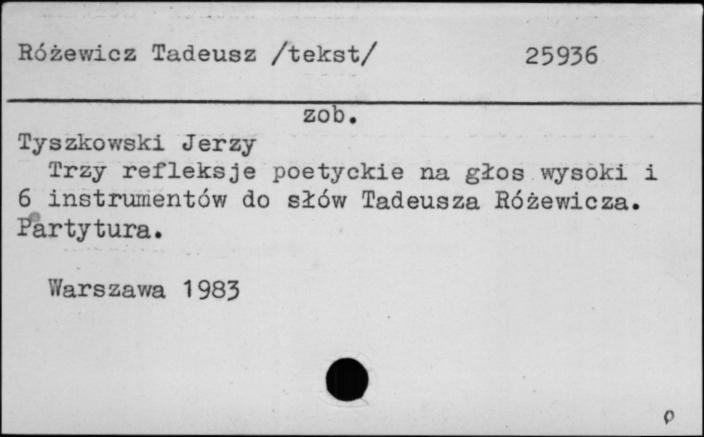 Różewicz Tadeusz /tekst/ 25936
zob.
Tyszkowski Jerzy
Trzy refleksje poetyckie na głos wysoki i
6 instrumentów do słów Tadeusza Różewicza.
Partytura.
Warszawa 1983